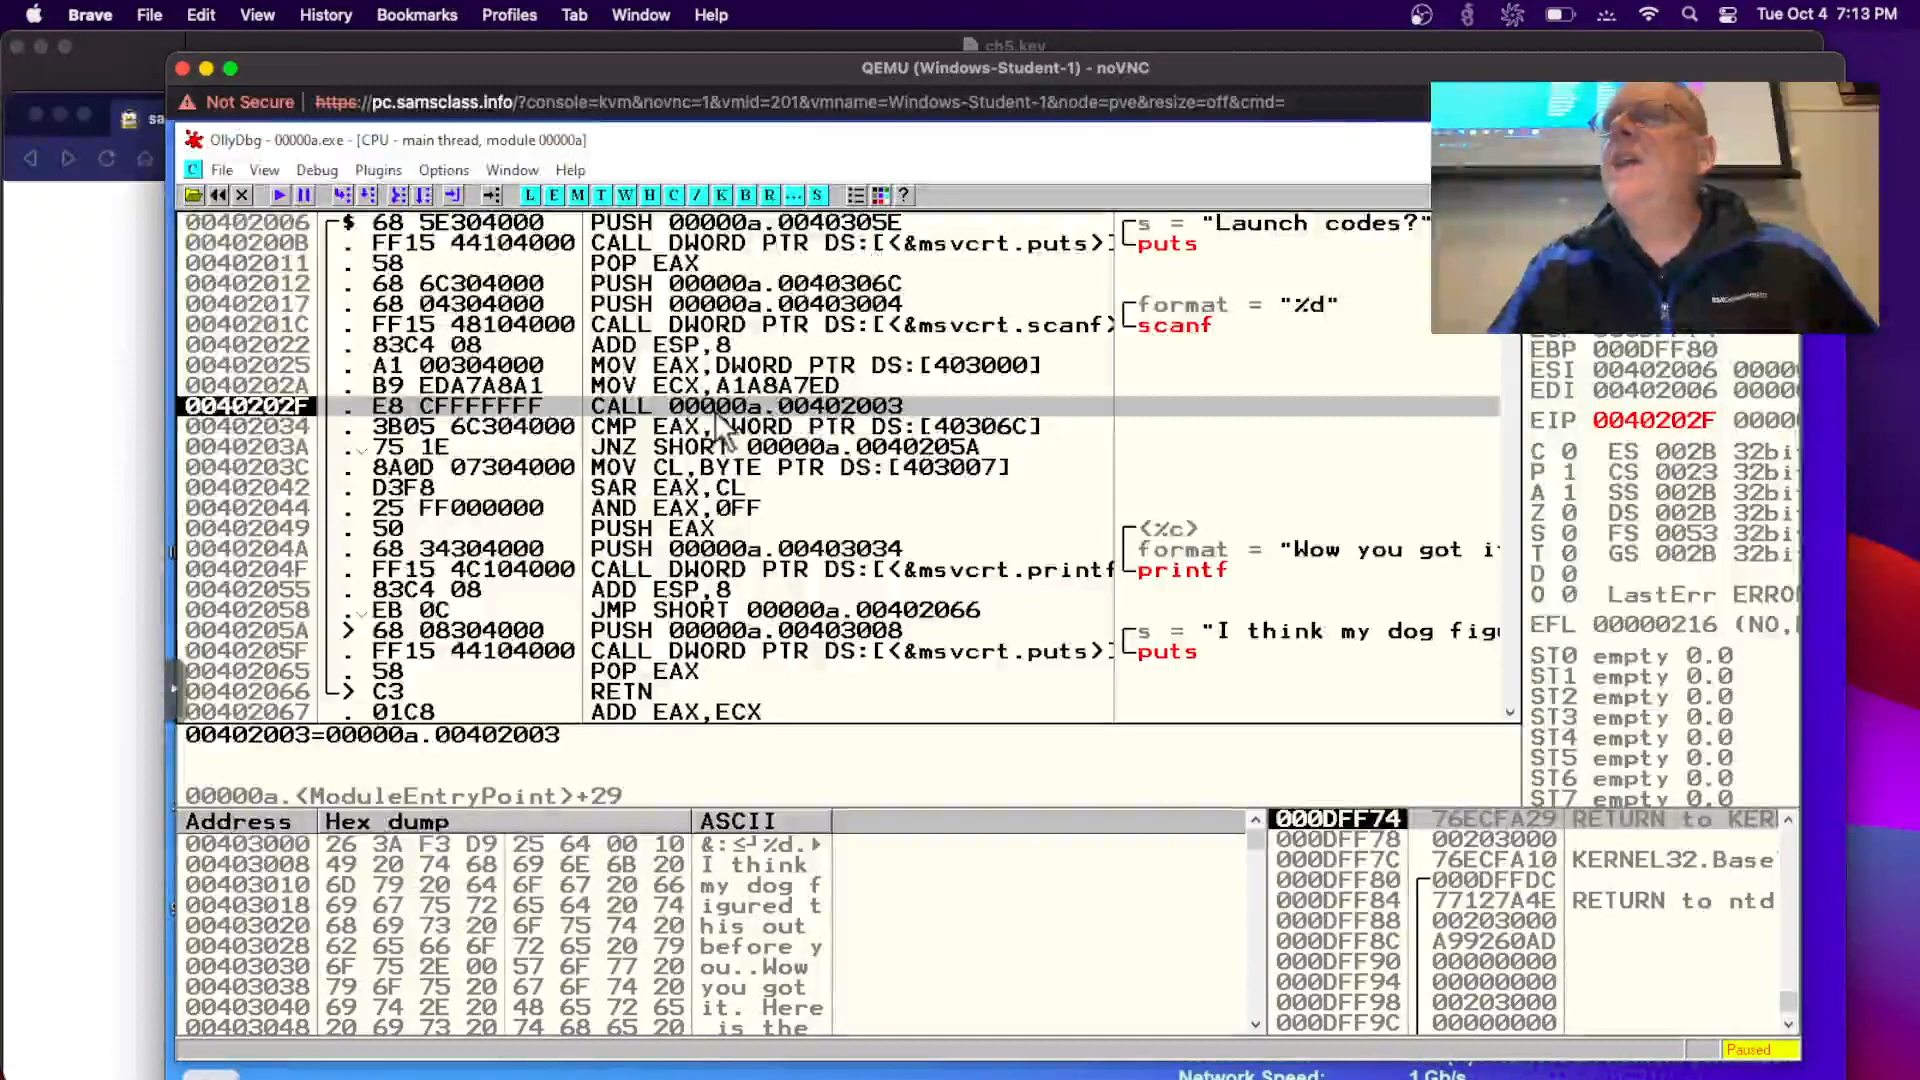 Brave File Edit View History Bookmarks Profiles Tab Window Help Tue Oct 4 7:13 PM
ch5.key
QEMU (Windows-Student-1) - noVNC
Not Secure | https://pc.samsclass.info/?console=kvm&novnc=1&vmid=201&vmname=Windows-Student-1&node=pve&resize=off&cmd=
sa
OllyDbg - 00000a.exe - [CPU - main thread, module 00000a]
C File View Debug Plugins Options Window Help
L E M T W H C / K B R ... S ?
00402006 $ 68 5E304000 PUSH 00000a.0040305E s = "Launch codes?"
0040200B . FF15 44104000 CALL DWORD PTR DS:[<&msvcrt.puts>] puts
00402011 . 58 POP EAX
00402012 . 68 6C304000 PUSH 00000a.0040306C
00402017 . 68 04304000 PUSH 00000a.00403004 format = "%d"
0040201C . FF15 48104000 CALL DWORD PTR DS:[<&msvcrt.scanf> scanf
00402022 . 83C4 08 ADD ESP,8
00402025 . A1 00304000 MOV EAX,DWORD PTR DS:[403000]
0040202A . B9 EDA7A8A1 MOV ECX,A1A8A7ED
0040202F . E8 CFFFFFFF CALL 00000a.00402003
00402034 . 3B05 6C304000 CMP EAX,DWORD PTR DS:[40306C]
0040203A . 75 1E JNZ SHORT 00000a.0040205A
0040203C . 8A0D 07304000 MOV CL,BYTE PTR DS:[403007]
00402042 . D3F8 SAR EAX,CL
00402044 . 25 FF000000 AND EAX,0FF
00402049 . 50 PUSH EAX <%c>
0040204A . 68 34304000 PUSH 00000a.00403034 format = "Wow you got i
0040204F . FF15 4C104000 CALL DWORD PTR DS:[<&msvcrt.printf printf
00402055 . 83C4 08 ADD ESP,8
00402058 . EB 0C JMP SHORT 00000a.00402066
0040205A > 68 08304000 PUSH 00000a.00403008 s = "I think my dog fig
0040205F . FF15 44104000 CALL DWORD PTR DS:[<&msvcrt.puts>] puts
00402065 . 58 POP EAX
00402066 > C3 RETN
00402067 . 01C8 ADD EAX,ECX
EBP 000DFF80
ESI 00402006 0000
EDI 00402006 0000
EIP 0040202F 0000
C 0 ES 002B 32bi
P 1 CS 0023 32bi
A 1 SS 002B 32bi
Z 0 DS 002B 32bi
S 0 FS 0053 32bi
T 0 GS 002B 32bi
D 0
O 0 LastErr ERRO
EFL 00000216 (NO,
ST0 empty 0.0
ST1 empty 0.0
ST2 empty 0.0
ST3 empty 0.0
ST4 empty 0.0
ST5 empty 0.0
ST6 empty 0.0
ST7 empty 0.0
00402003=00000a.00402003
00000a.<ModuleEntryPoint>+29
Address Hex dump ASCII
00403000 26 3A F3 D9 25 64 00 10 &:≤┘%d.►
00403008 49 20 74 68 69 6E 6B 20 I think
00403010 6D 79 20 64 6F 67 20 66 my dog f
00403018 69 67 75 72 65 64 20 74 igured t
00403020 68 69 73 20 6F 75 74 20 his out
00403028 62 65 66 6F 72 65 20 79 before y
00403030 6F 75 2E 00 57 6F 77 20 ou..Wow
00403038 79 6F 75 20 67 6F 74 20 you got
00403040 69 74 2E 20 48 65 72 65 it. Here
00403048 20 69 73 20 74 68 65 20 is the
000DFF74 76ECFA29 RETURN to KER
000DFF78 00203000
000DFF7C 76ECFA10 KERNEL32.Base
000DFF80 000DFFDC
000DFF84 77127A4E RETURN to ntd
000DFF88 00203000
000DFF8C A99260AD
000DFF90 00000000
000DFF94 00000000
000DFF98 00203000
000DFF9C 00000000
Paused
Network Speed: 1 Gb/s